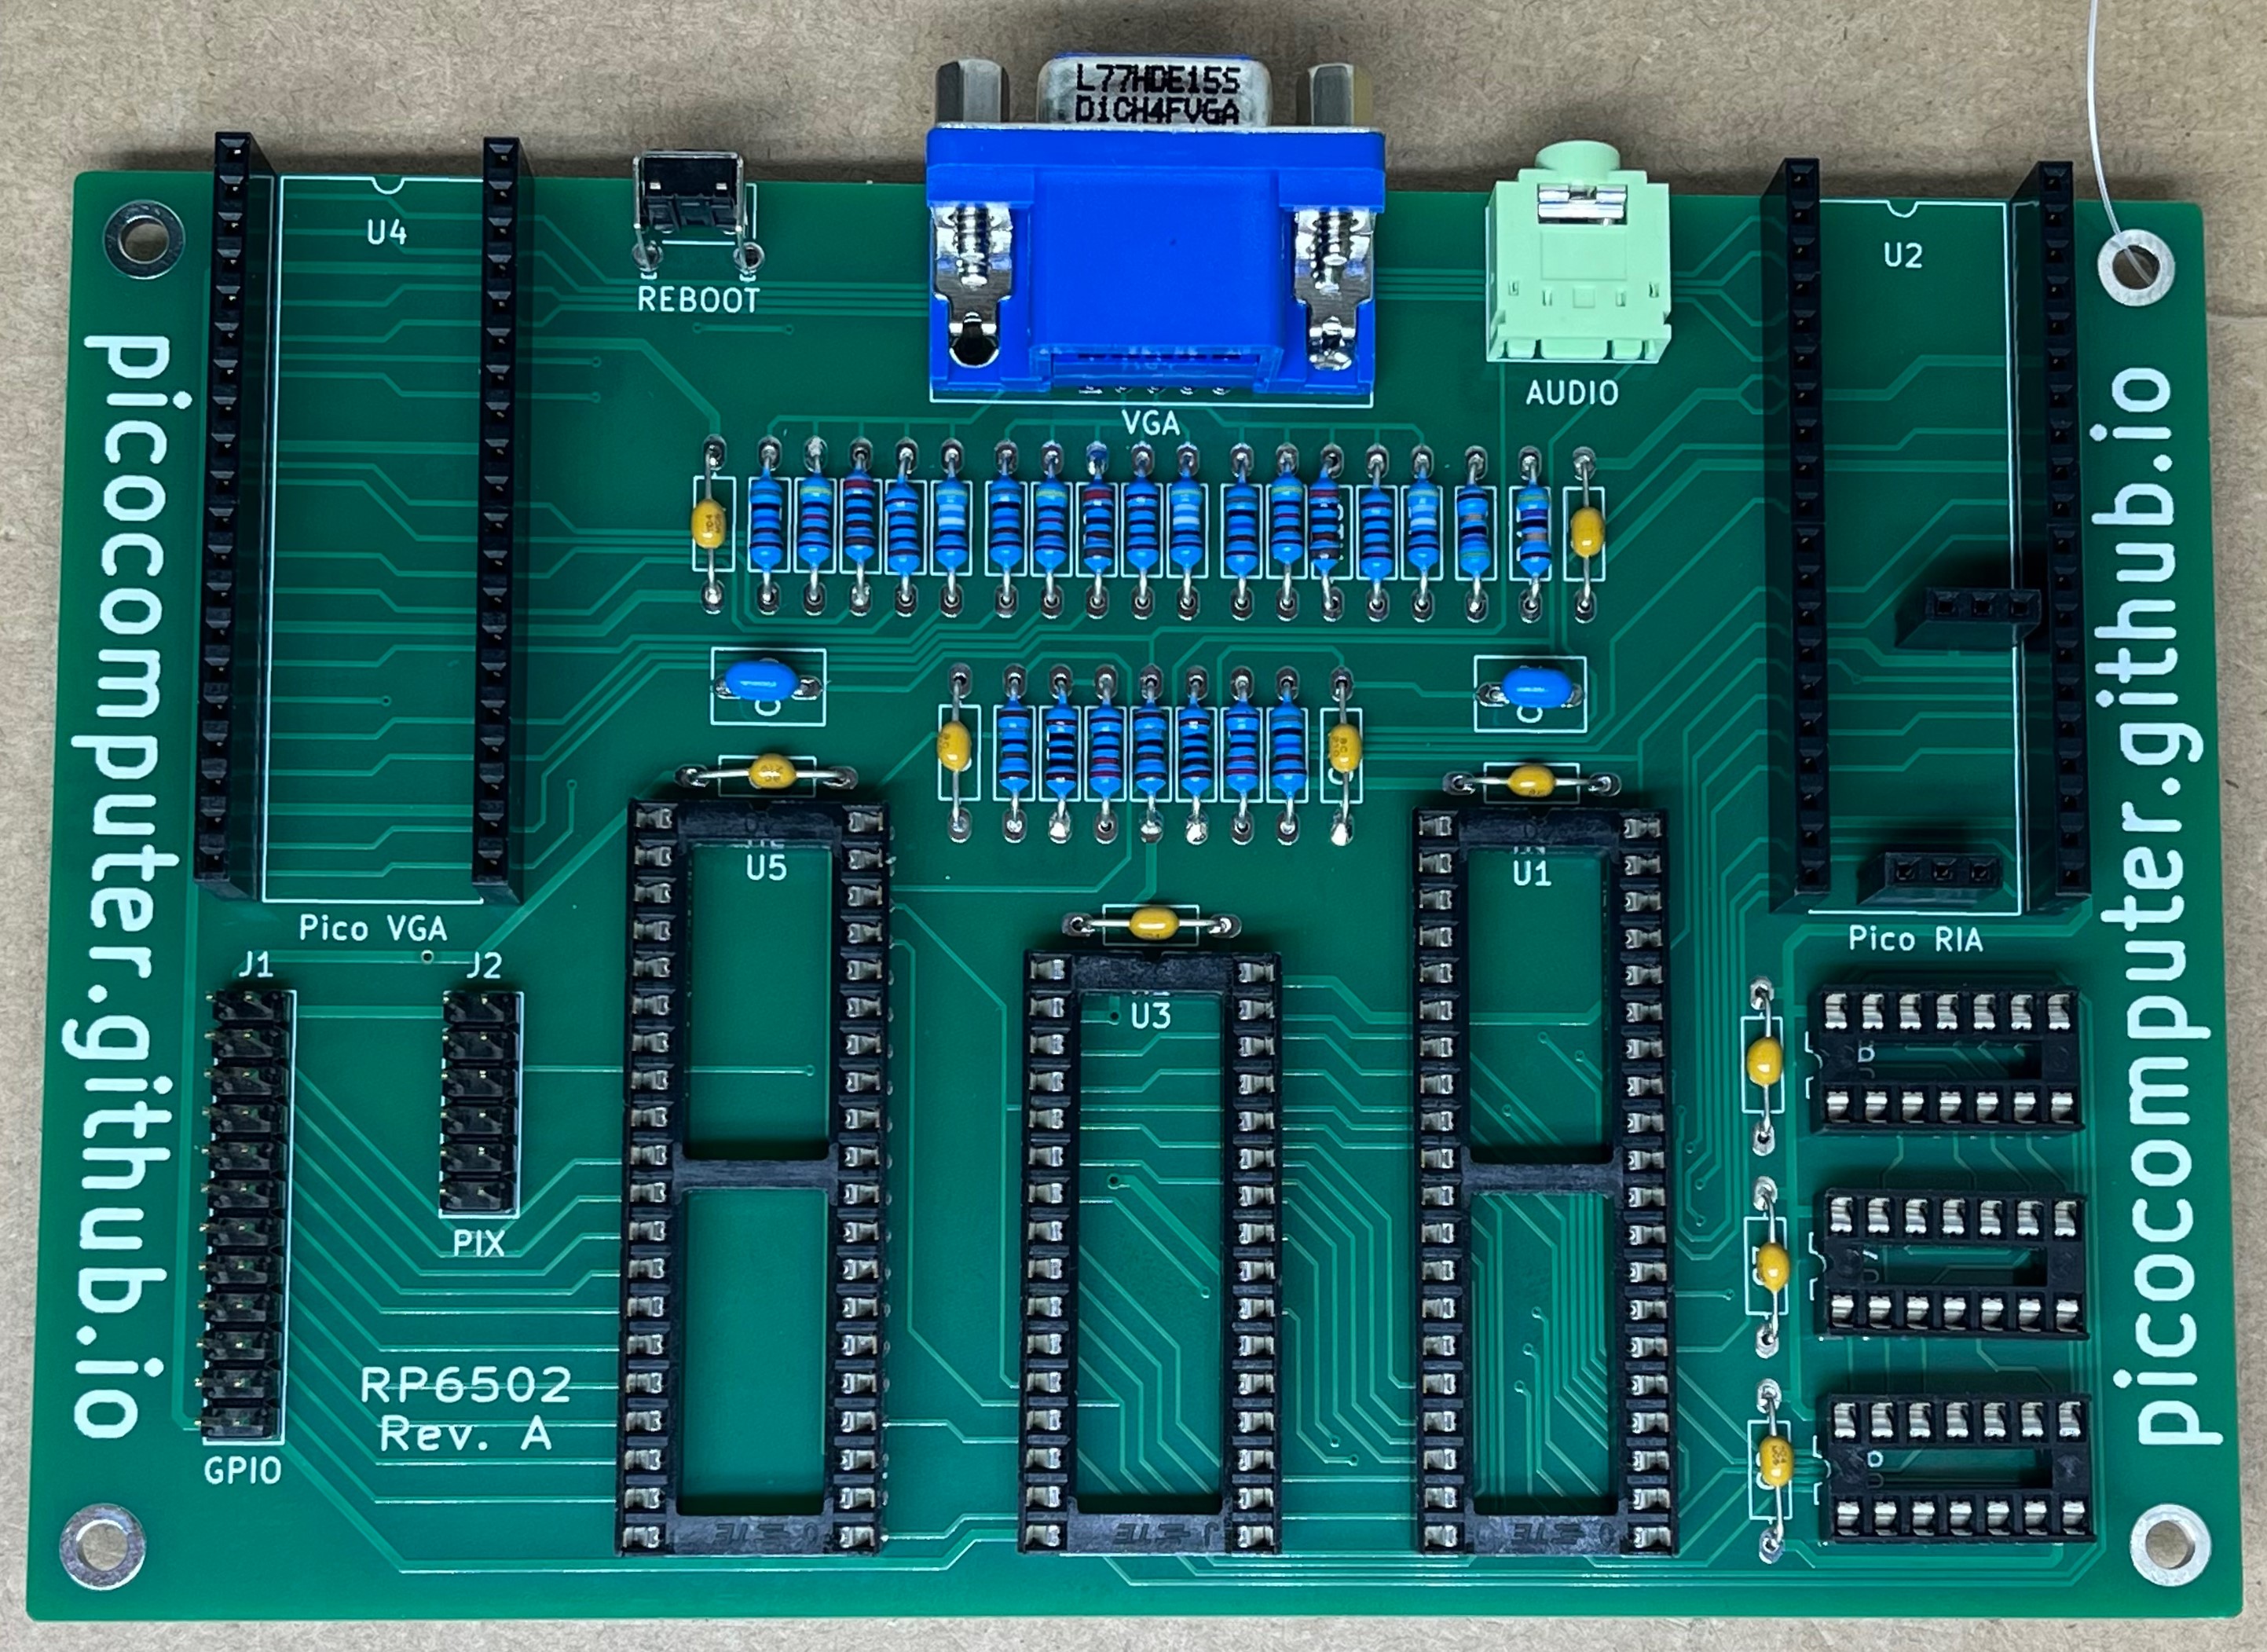 L77HDE15S
D1CH4FVGA
U4
REBOOT
VGA
AUDIO
U2
picocomputer.github.io
picocomputer.github.io
U5
U1
Pico VGA
Pico RIA
J1
J2
U3
PIX
RP6502
Rev. A
GPIO